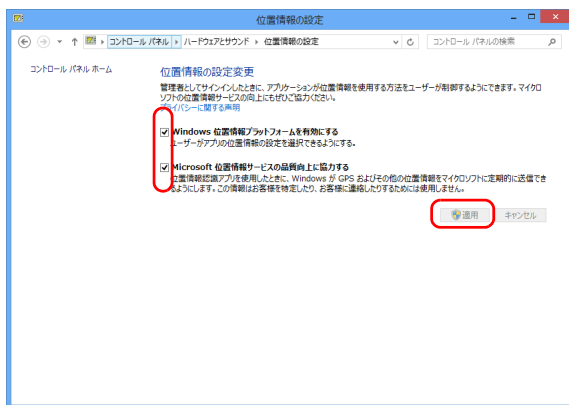 位置情報の設定
コントロール パネル ハードウェアとサウンド 位置情報の設定 コントロール パネルの検索
コントロール パネル ホーム
位置情報の設定変更
管理者としてサインインしたときに、アプリケーションが位置情報を使用する方法をユーザーが制御するようにできます。マイクロ
ソフトの位置情報サービスの向上にもぜひご協力ください。
プライバシーに関する声明
Windows 位置情報プラットフォームを有効にする
ユーザーがアプリの位置情報の設定を選択できるようにする。
Microsoft 位置情報サービスの品質向上に協力する
位置情報認識アプリを使用したときに、Windows が GPS およびその他の位置情報をマイクロソフトに定期的に送信でき
るようにします。この情報はお客様を特定したり、お客様に連絡したりするためには使用しません。
適用 キャンセル